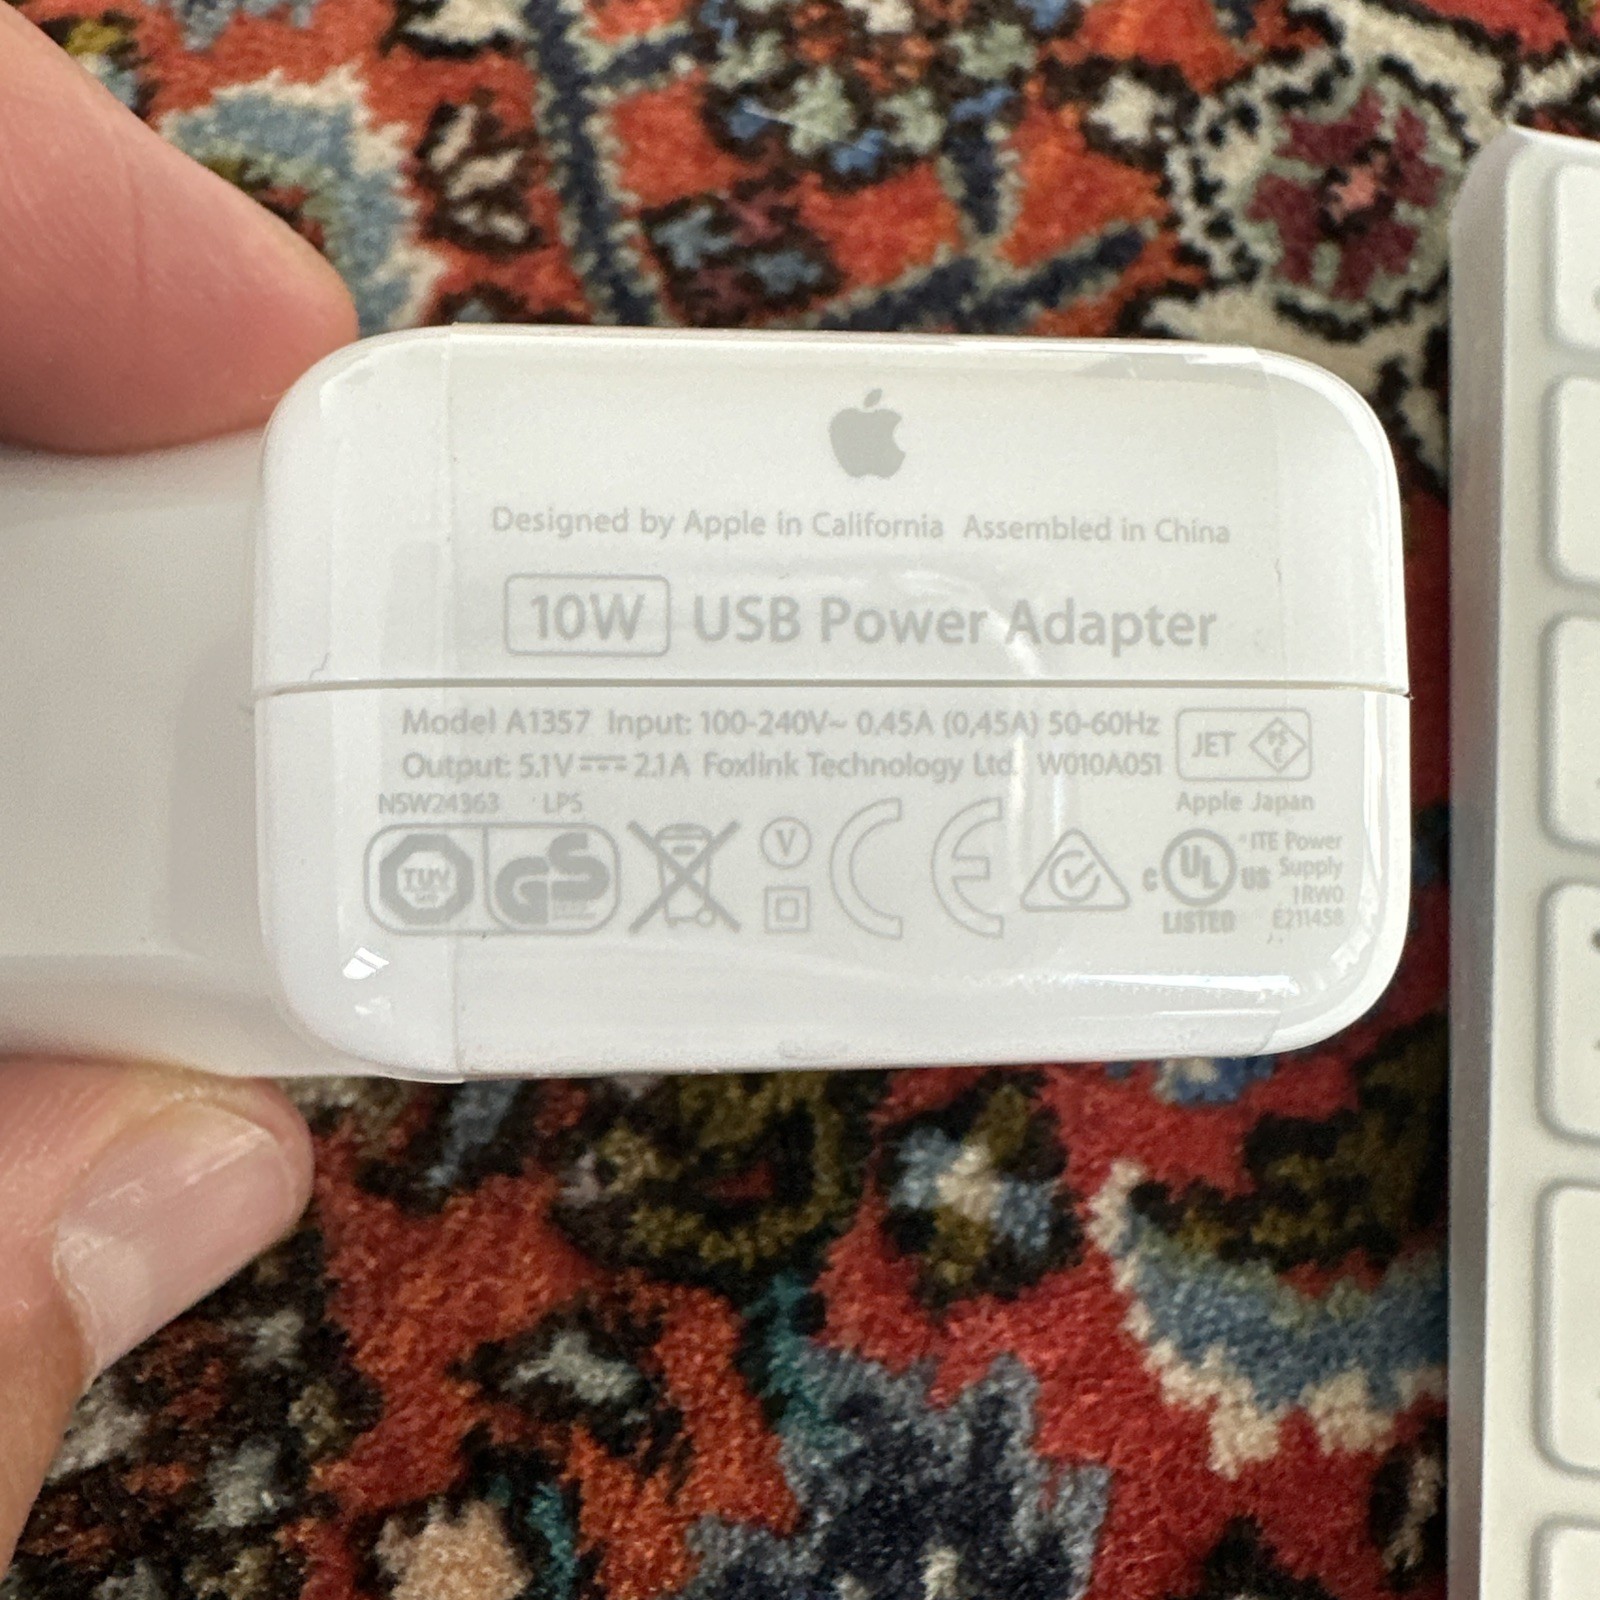 Designed by Apple in California Assembled in China
10W USB Power Adapter
Model A1357 Input: 100-240V~ 0.45A (0,45A) 50-60Hz
Output: 5.1V⎓2.1A Foxlink Technology Ltd. W010A051
JET PS E
Apple Japan
N5W24363 LPS
TUV
GS
V
CE
c UL US
LISTED
ITE Power
Supply
1RW0
E211458